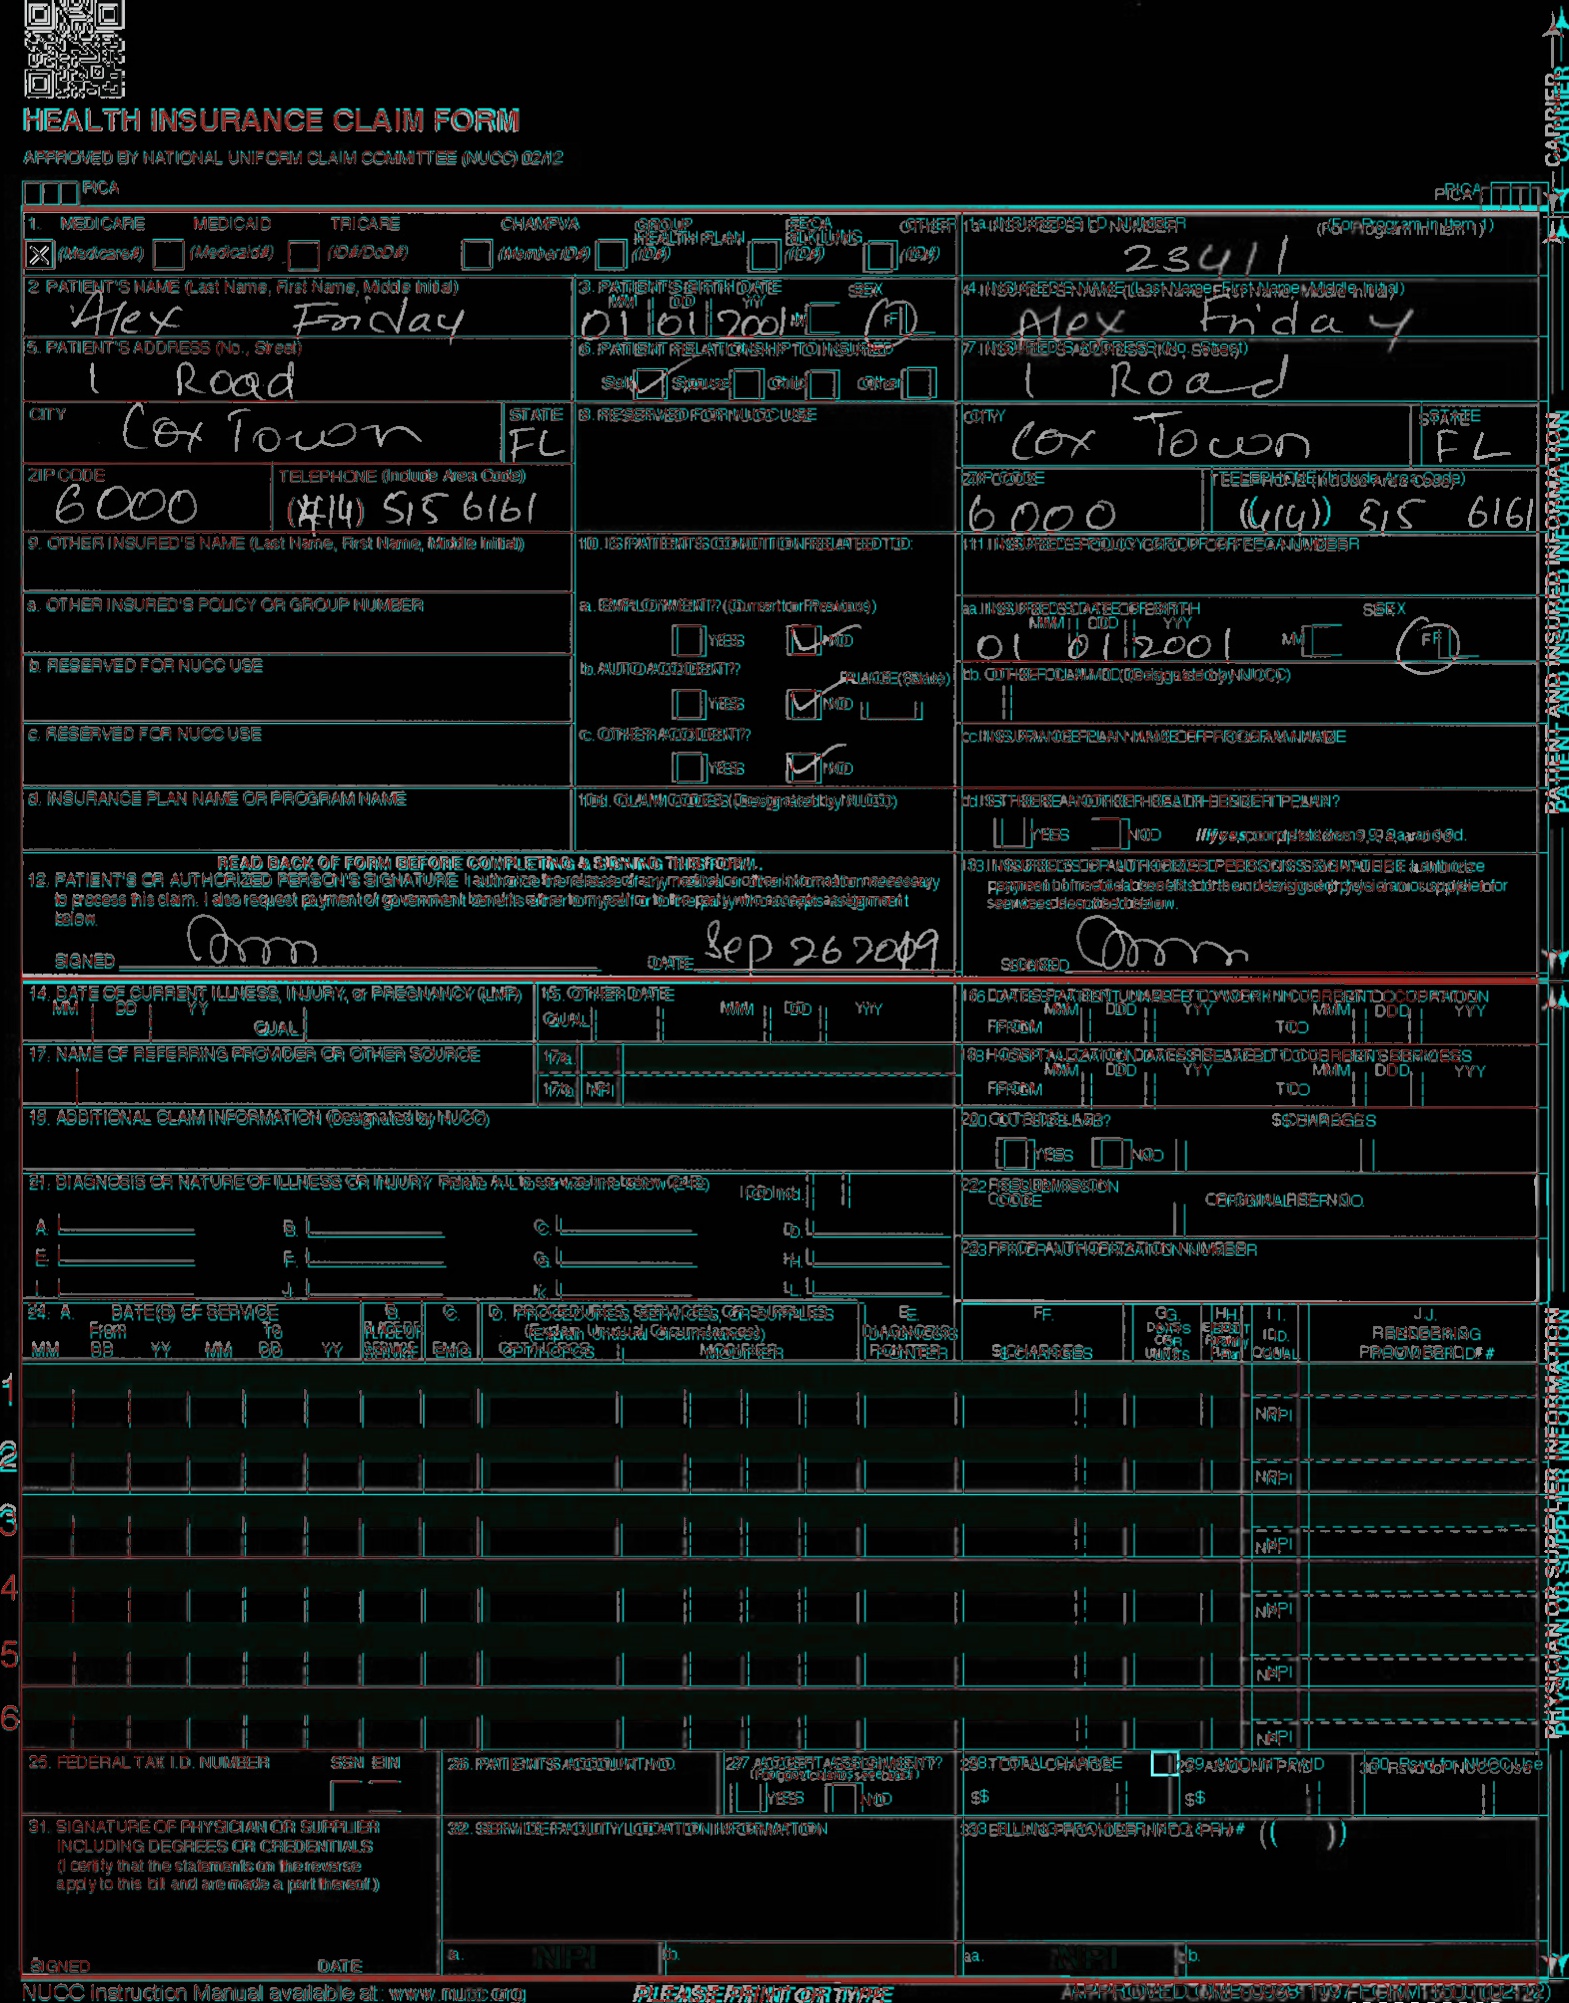 HEALTH INSURANCE CLAIM FORM
APPROVED BY NATIONAL UNIFORM CLAIM COMMITTEE (NUCC) 02/12
PICA PICA
1. MEDICARE MEDICAID TRICARE CHAMPVA GROUP HEALTH PLAN FECA BLK LUNG OTHER 1a. INSURED'S I.D. NUMBER (For Program in Item 1)
(Medicare#) (Medicaid#) (ID#/DoD#) (Member ID#) (ID#) (ID#) (ID#) 23411
2. PATIENT'S NAME (Last Name, First Name, Middle Initial) 3. PATIENT'S BIRTH DATE SEX 4. INSURED'S NAME (Last Name, First Name, Middle Initial)
MM DD YY
Alex Friday 01 01 2001 M F Alex Friday
5. PATIENT'S ADDRESS (No., Street) 6. PATIENT RELATIONSHIP TO INSURED 7. INSURED'S ADDRESS (No., Street)
1 Road Self Spouse Child Other 1 Road
CITY STATE 8. RESERVED FOR NUCC USE CITY STATE
Cox Town FL Cox Town FL
ZIP CODE TELEPHONE (Include Area Code) ZIP CODE TELEPHONE (Include Area Code)
6000 (414) 515 6161 6000 (414) 515 6161
9. OTHER INSURED'S NAME (Last Name, First Name, Middle Initial) 10. IS PATIENT'S CONDITION RELATED TO: 11. INSURED'S POLICY GROUP OR FECA NUMBER
a. OTHER INSURED'S POLICY OR GROUP NUMBER a. EMPLOYMENT? (Current or Previous) a. INSURED'S DATE OF BIRTH SEX
MM DD YY
YES NO 01 01 2001 M F
b. RESERVED FOR NUCC USE b. AUTO ACCIDENT? PLACE (State) b. OTHER CLAIM ID (Designated by NUCC)
YES NO
c. RESERVED FOR NUCC USE c. OTHER ACCIDENT? c. INSURANCE PLAN NAME OR PROGRAM NAME
YES NO
d. INSURANCE PLAN NAME OR PROGRAM NAME 10d. CLAIM CODES (Designated by NUCC) d. IS THERE ANOTHER HEALTH BENEFIT PLAN?
YES NO If yes, complete items 9, 9a, and 9d.
READ BACK OF FORM BEFORE COMPLETING & SIGNING THIS FORM.
12. PATIENT'S OR AUTHORIZED PERSON'S SIGNATURE I authorize the release of any medical or other information necessary
to process this claim. I also request payment of government benefits either to myself or to the party who accepts assignment
below.
13. INSURED'S OR AUTHORIZED PERSON'S SIGNATURE I authorize
payment of medical benefits to the undersigned physician or supplier for
services described below.
SIGNED DATE Sep 26 2019 SIGNED
14. DATE OF CURRENT ILLNESS, INJURY, or PREGNANCY (LMP) 15. OTHER DATE 16. DATES PATIENT UNABLE TO WORK IN CURRENT OCCUPATION
MM DD YY QUAL. QUAL. MM DD YY FROM MM DD YY TO MM DD YY
17. NAME OF REFERRING PROVIDER OR OTHER SOURCE 17a. 18. HOSPITALIZATION DATES RELATED TO CURRENT SERVICES
17b. NPI FROM MM DD YY TO MM DD YY
19. ADDITIONAL CLAIM INFORMATION (Designated by NUCC) 20. OUTSIDE LAB? $ CHARGES
YES NO
21. DIAGNOSIS OR NATURE OF ILLNESS OR INJURY Relate A-L to service line below (24E) ICD Ind. 22. RESUBMISSION CODE ORIGINAL REF. NO.
A. B. C. D.
E. F. G. H. 23. PRIOR AUTHORIZATION NUMBER
I. J. K. L.
24. A. DATE(S) OF SERVICE B. C. D. PROCEDURES, SERVICES, OR SUPPLIES E. F. G. H. I. J.
From To PLACE OF (Explain Unusual Circumstances) DIAGNOSIS DAYS OR EPSDT Family ID. RENDERING
MM DD YY MM DD YY SERVICE EMG CPT/HCPCS MODIFIER POINTER $ CHARGES UNITS Plan QUAL. PROVIDER ID. #
1 NPI
2 NPI
3 NPI
4 NPI
5 NPI
6 NPI
25. FEDERAL TAX I.D. NUMBER SSN EIN 26. PATIENT'S ACCOUNT NO. 27. ACCEPT ASSIGNMENT? 28. TOTAL CHARGE 29. AMOUNT PAID 30. Rsvd for NUCC Use
(For govt. claims, see back)
YES NO $ $
31. SIGNATURE OF PHYSICIAN OR SUPPLIER 32. SERVICE FACILITY LOCATION INFORMATION 33. BILLING PROVIDER INFO & PH # ( )
INCLUDING DEGREES OR CREDENTIALS
(I certify that the statements on the reverse
apply to this bill and are made a part thereof.)
SIGNED DATE a. NPI b. a. NPI b.
NUCC Instruction Manual available at: www.nucc.org PLEASE PRINT OR TYPE APPROVED OMB-0938-1197 FORM 1500 (02-12)
CARRIER
PATIENT AND INSURED INFORMATION
PHYSICIAN OR SUPPLIER INFORMATION